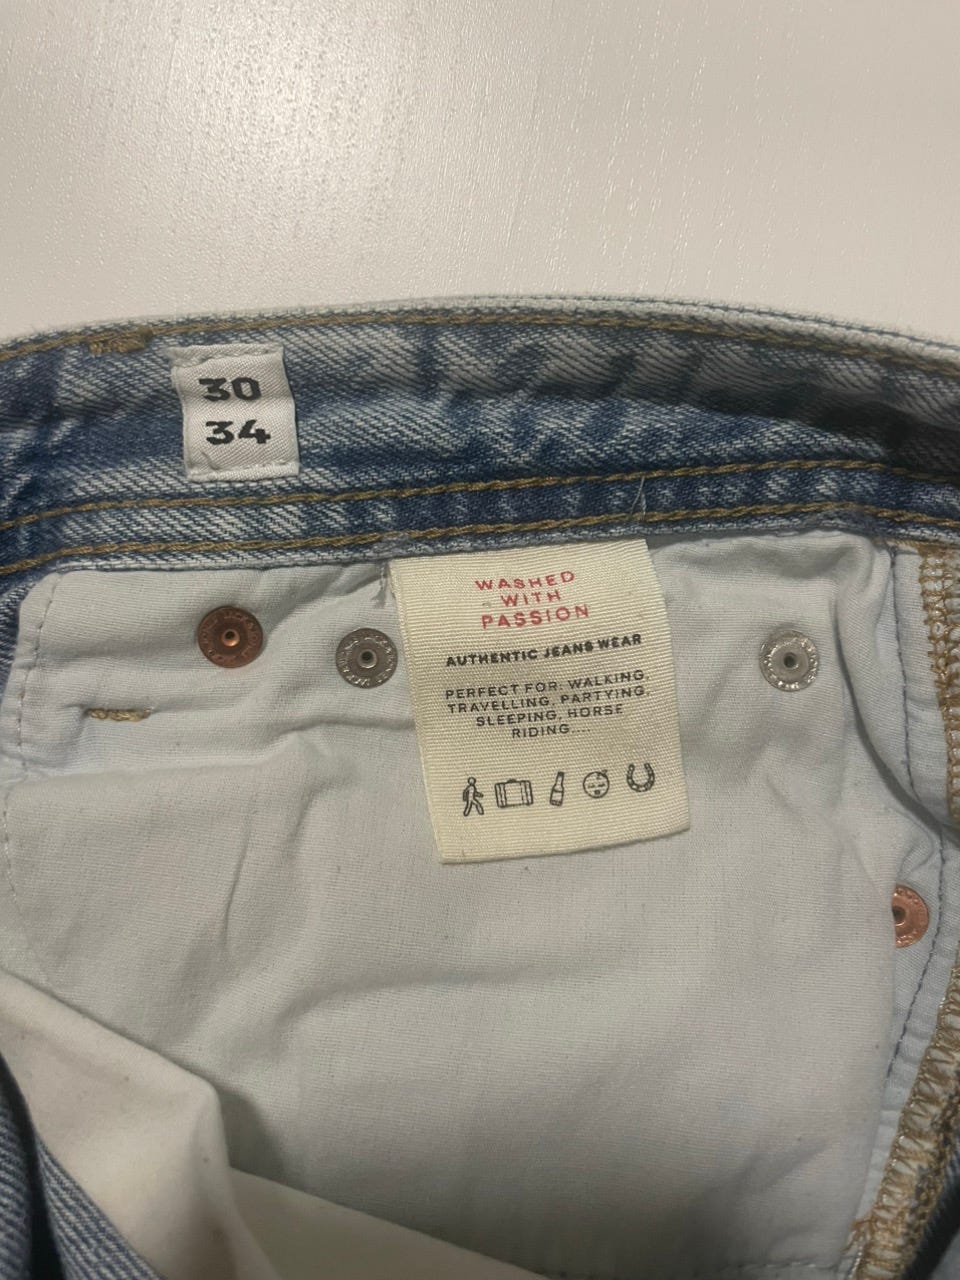 30
34
WASHED
WITH
PASSION
AUTHENTIC JEANS WEAR
PERFECT FOR: WALKING,
TRAVELLING, PARTYING,
SLEEPING, HORSE
RIDING....